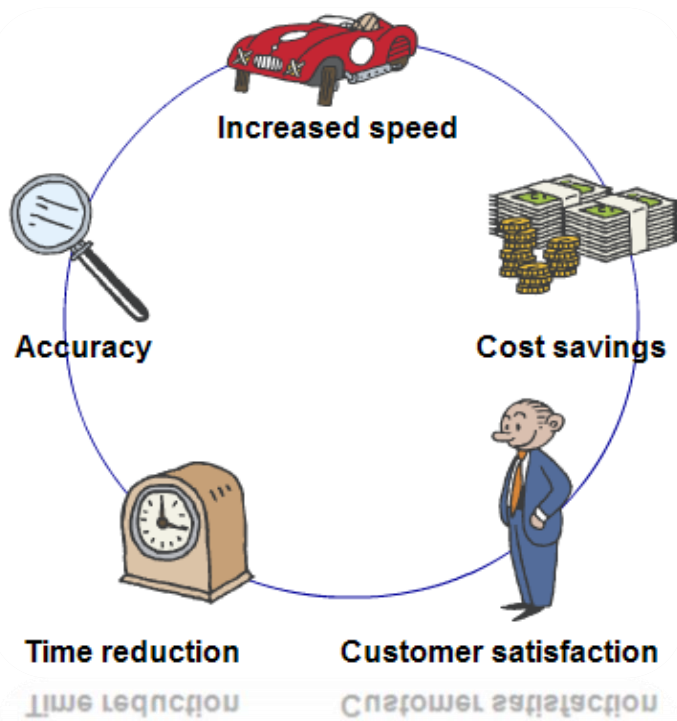 Increased speed
Accuracy
Cost savings
Time reduction
Customer satisfaction